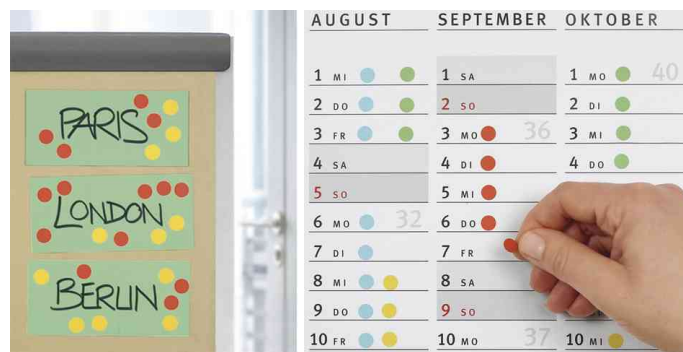 PARIS
LONDON
BERLIN
AUGUST SEPTEMBER OKTOBER
1 MI 1 SA 1 MO 40
2 DO 2 SO 2 DI
3 FR 3 MO 36 3 MI
4 SA 4 DI 4 DO
5 SO 5 MI
6 MO 32 6 DO
7 DI 7 FR
8 MI 8 SA
9 DO 9 SO
10 FR 10 MO 37 10 MI